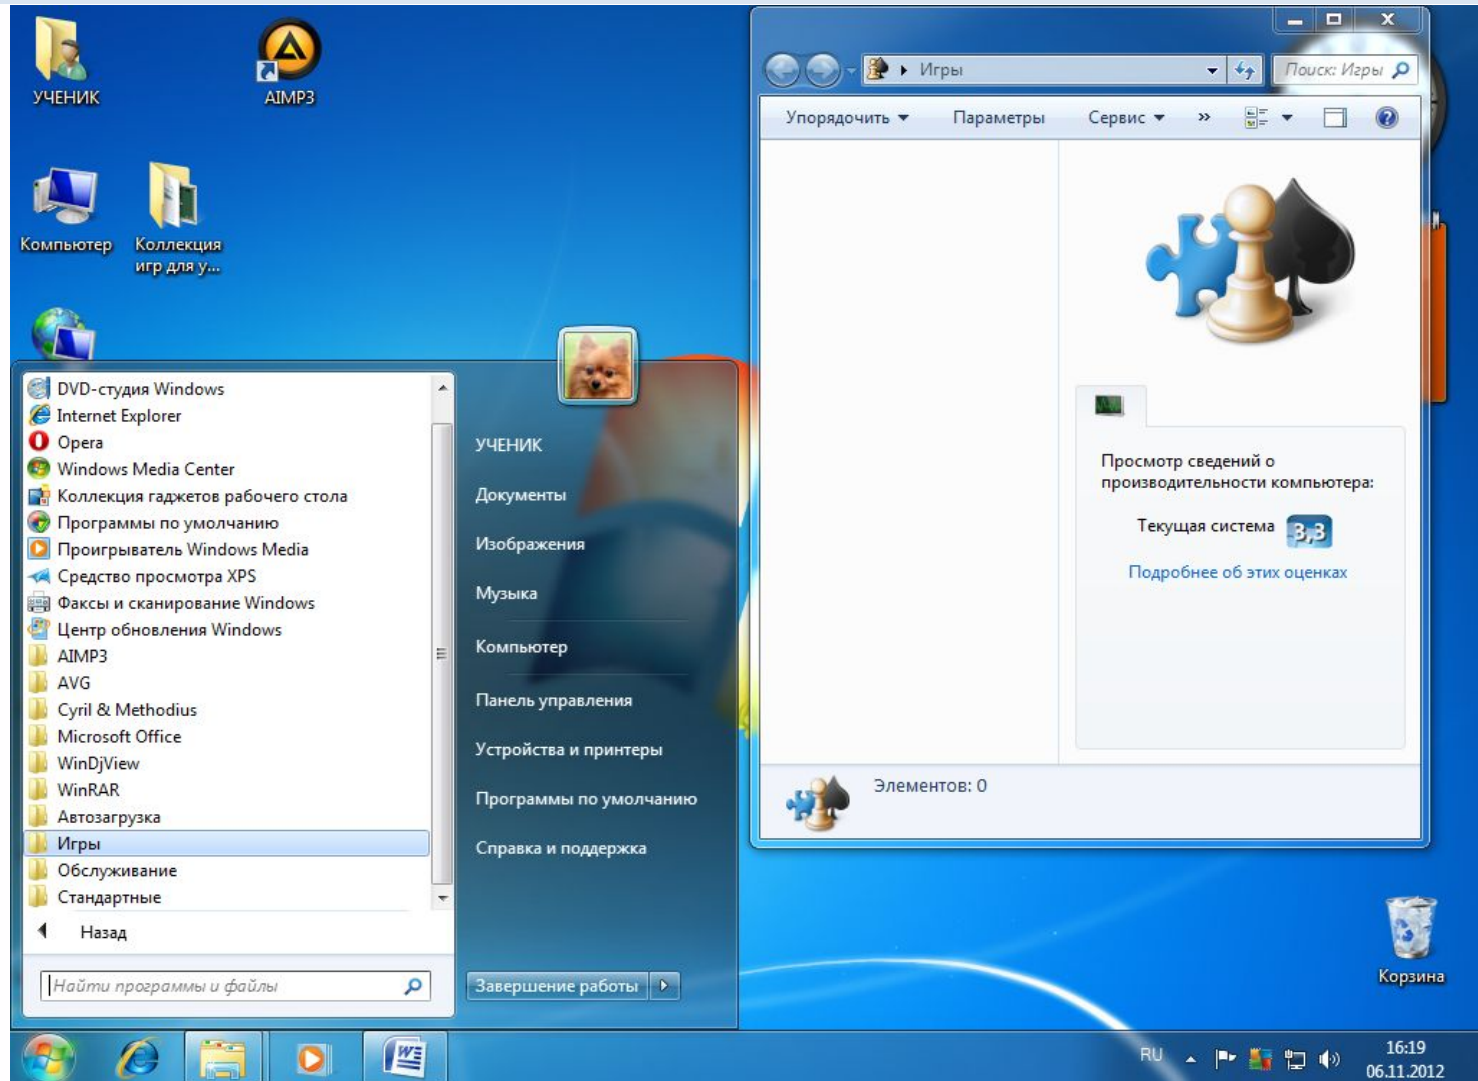 УЧЕНИК
AIMP3
Компьютер
Коллекция
игр для у...
DVD-студия Windows
Internet Explorer
Opera
Windows Media Center
Коллекция гаджетов рабочего стола
Программы по умолчанию
Проигрыватель Windows Media
Средство просмотра XPS
Факсы и сканирование Windows
Центр обновления Windows
AIMP3
AVG
Cyril & Methodius
Microsoft Office
WinDjView
WinRAR
Автозагрузка
Игры
Обслуживание
Стандартные
Назад
Найти программы и файлы
УЧЕНИК
Документы
Изображения
Музыка
Компьютер
Панель управления
Устройства и принтеры
Программы по умолчанию
Справка и поддержка
Завершение работы
Игры
Поиск: Игры
Упорядочить
Параметры
Сервис
»
Просмотр сведений о
производительности компьютера:
Текущая система 3,3
Подробнее об этих оценках
Элементов: 0
Корзина
RU
16:19
06.11.2012